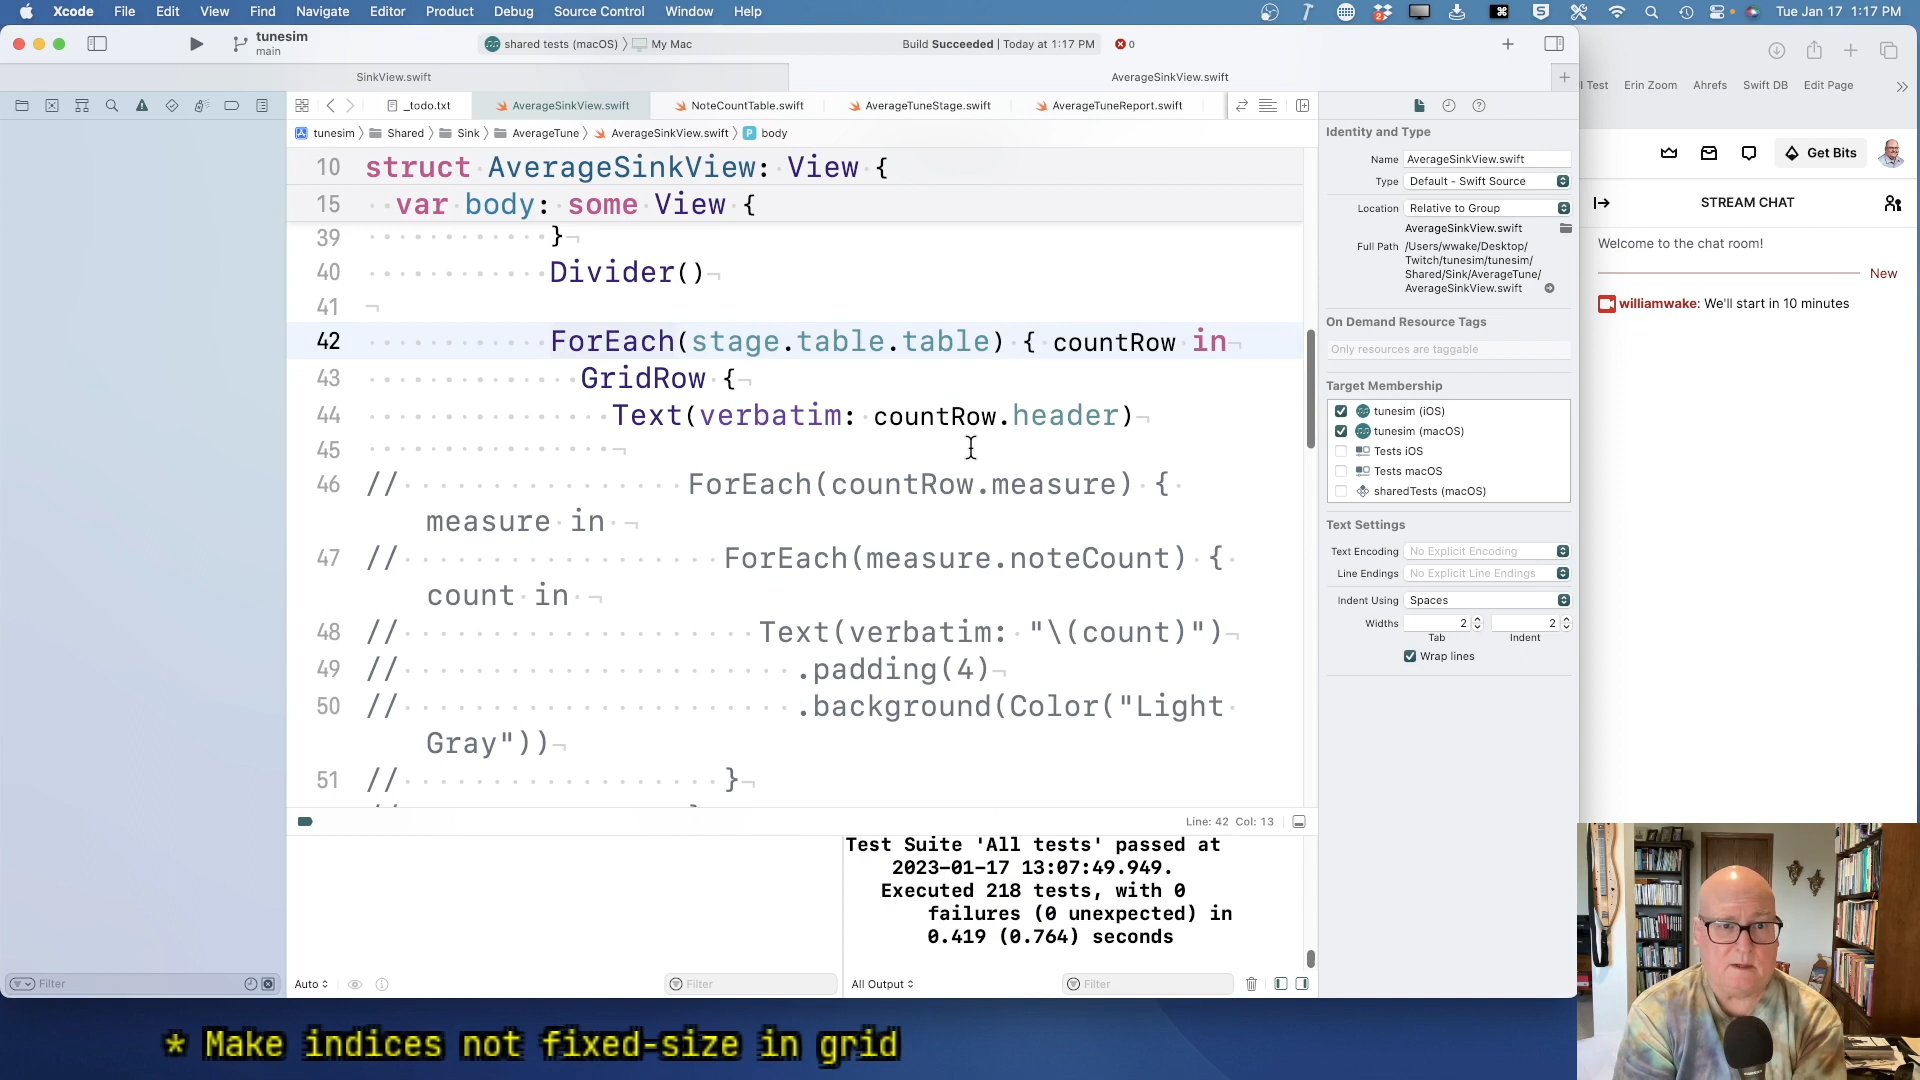 Xcode File Edit View Find Navigate Editor Product Debug Source Control Window Help Tue Jan 17 1:17 PM
tunesim
main
shared tests (macOS) My Mac
Build Succeeded | Today at 1:17 PM 0
SinkView.swift
AverageSinkView.swift
_todo.txt AverageSinkView.swift NoteCountTable.swift AverageTuneStage.swift AverageTuneReport.swift
tunesim Shared Sink AverageTune AverageSinkView.swift body
10 struct AverageSinkView: View {
15 var body: some View {
39 }
40 Divider()
41
42 ForEach(stage.table.table) { countRow in
43 GridRow {
44 Text(verbatim: countRow.header)
45
46 // ForEach(countRow.measure) {
measure in
47 // ForEach(measure.noteCount) {
count in
48 // Text(verbatim: "\(count)")
49 // .padding(4)
50 // .background(Color("Light
Gray"))
51 // }
Line: 42 Col: 13
Test Suite 'All tests' passed at
2023-01-17 13:07:49.949.
Executed 218 tests, with 0
failures (0 unexpected) in
0.419 (0.764) seconds
Filter
Auto
Filter
All Output
Filter
Identity and Type
Name AverageSinkView.swift
Type Default - Swift Source
Location Relative to Group
AverageSinkView.swift
Full Path /Users/wwake/Desktop/
Twitch/tunesim/tunesim/
Shared/Sink/AverageTune/
AverageSinkView.swift
On Demand Resource Tags
Only resources are taggable
Target Membership
tunesim (iOS)
tunesim (macOS)
Tests iOS
Tests macOS
sharedTests (macOS)
Text Settings
Text Encoding No Explicit Encoding
Line Endings No Explicit Line Endings
Indent Using Spaces
Widths 2 2
Tab Indent
Wrap lines
Test Erin Zoom Ahrefs Swift DB Edit Page
Get Bits
STREAM CHAT
Welcome to the chat room!
New
williamwake: We'll start in 10 minutes
* Make indices not fixed-size in grid